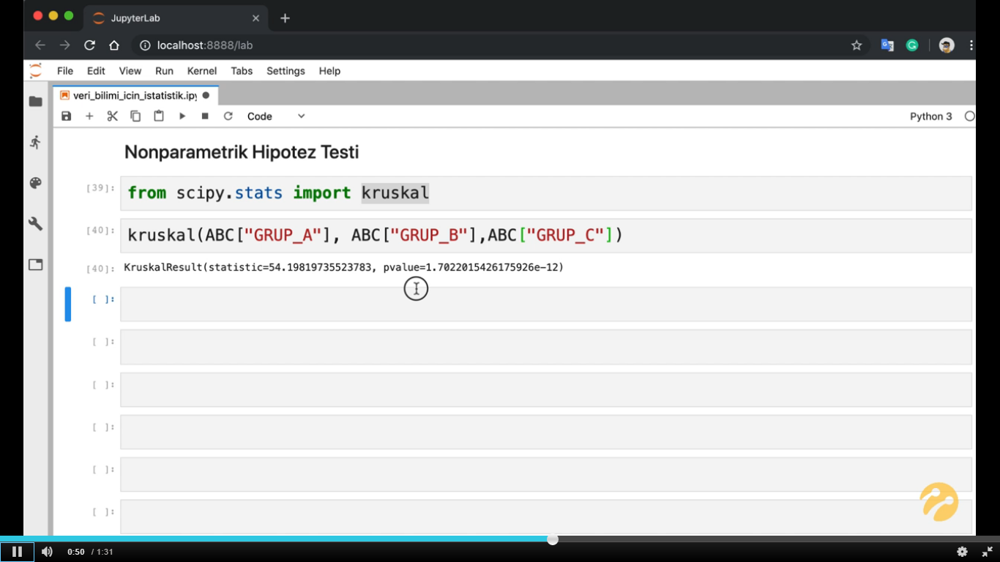 JupyterLab
localhost:8888/lab
File Edit View Run Kernel Tabs Settings Help
veri_bilimi_icin_istatistik.ipy
Code
Python 3
Nonparametrik Hipotez Testi
[39]: from scipy.stats import kruskal
[40]: kruskal(ABC["GRUP_A"], ABC["GRUP_B"],ABC["GRUP_C"])
[40]: KruskalResult(statistic=54.19819735523783, pvalue=1.7022015426175926e-12)
[ ]:
[ ]:
[ ]:
[ ]:
[ ]:
[ ]:
0:50 / 1:31